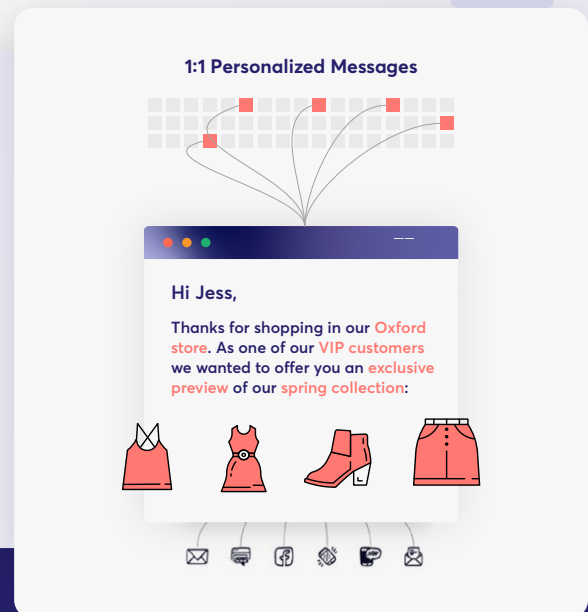 1:1 Personalized Messages
Hi Jess,
Thanks for shopping in our Oxford
store. As one of our VIP customers
we wanted to offer you an exclusive
preview of our spring collection: